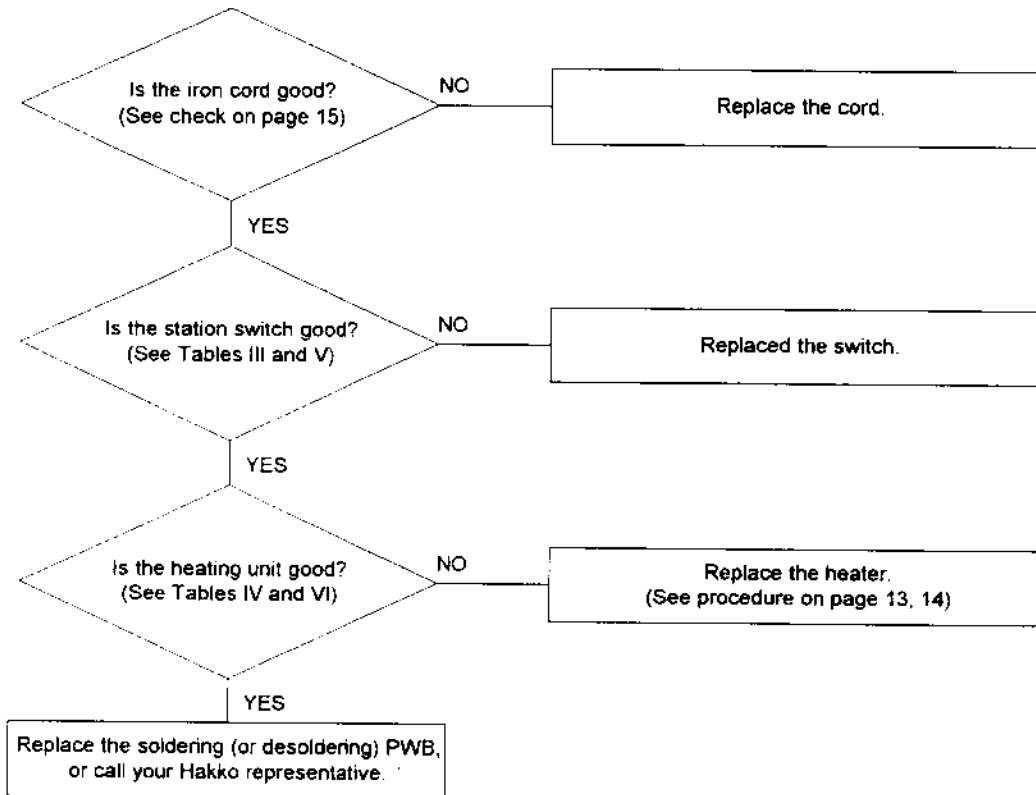 Is the iron cord good?
(See check on page 15)
NO
Replace the cord.
YES
Is the station switch good?
(See Tables III and V)
NO
Replaced the switch.
YES
Is the heating unit good?
(See Tables IV and VI)
NO
Replace the heater.
(See procedure on page 13, 14)
YES
Replace the soldering (or desoldering) PWB,
or call your Hakko representative.